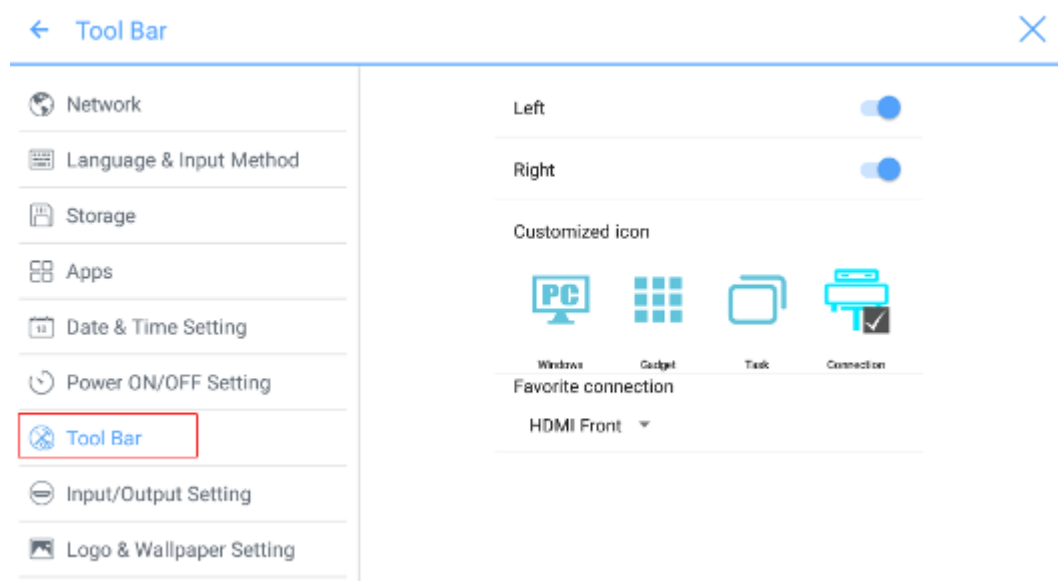 Tool Bar
Network
Language & Input Method
Storage
Apps
Date & Time Setting
Power ON/OFF Setting
Tool Bar
Input/Output Setting
Logo & Wallpaper Setting
Left
Right
Customized icon
PC
Windows Gadget Task Connection
Favorite connection
HDMI Front